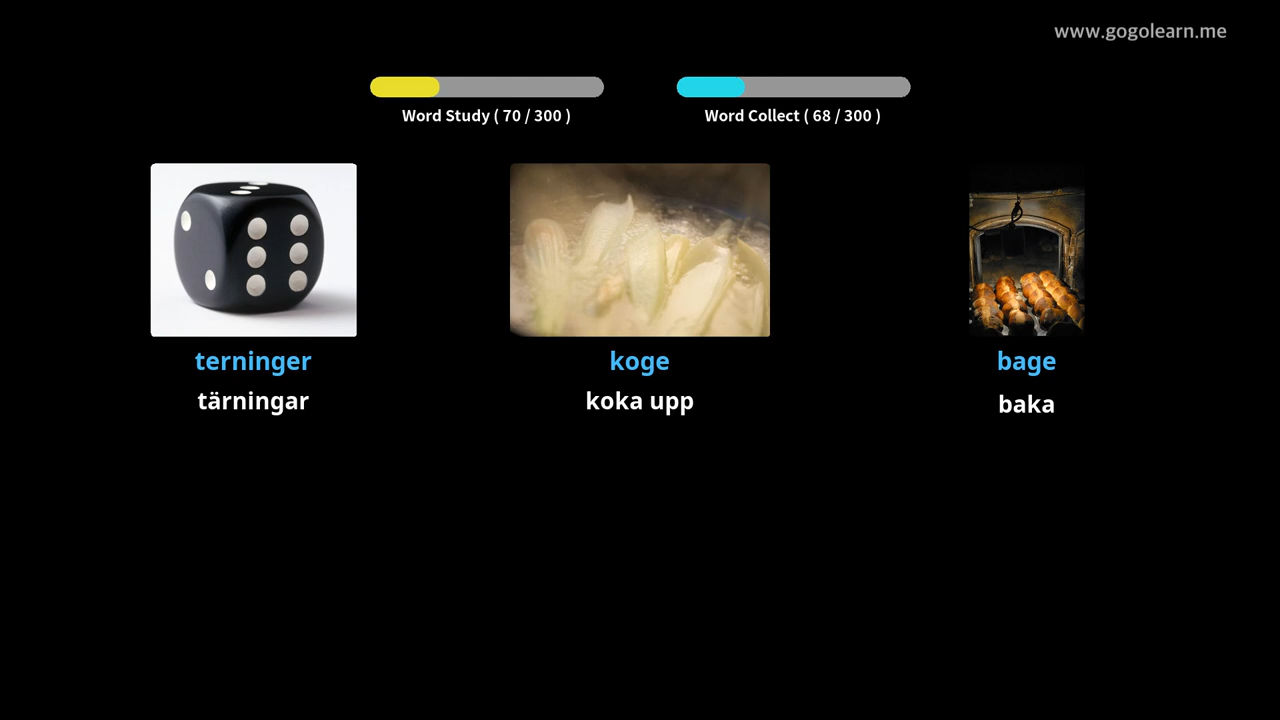 www.gogolearn.me
Word Study ( 70 / 300 )
Word Collect ( 68 / 300 )
terninger
tärningar
koge
koka upp
bage
baka